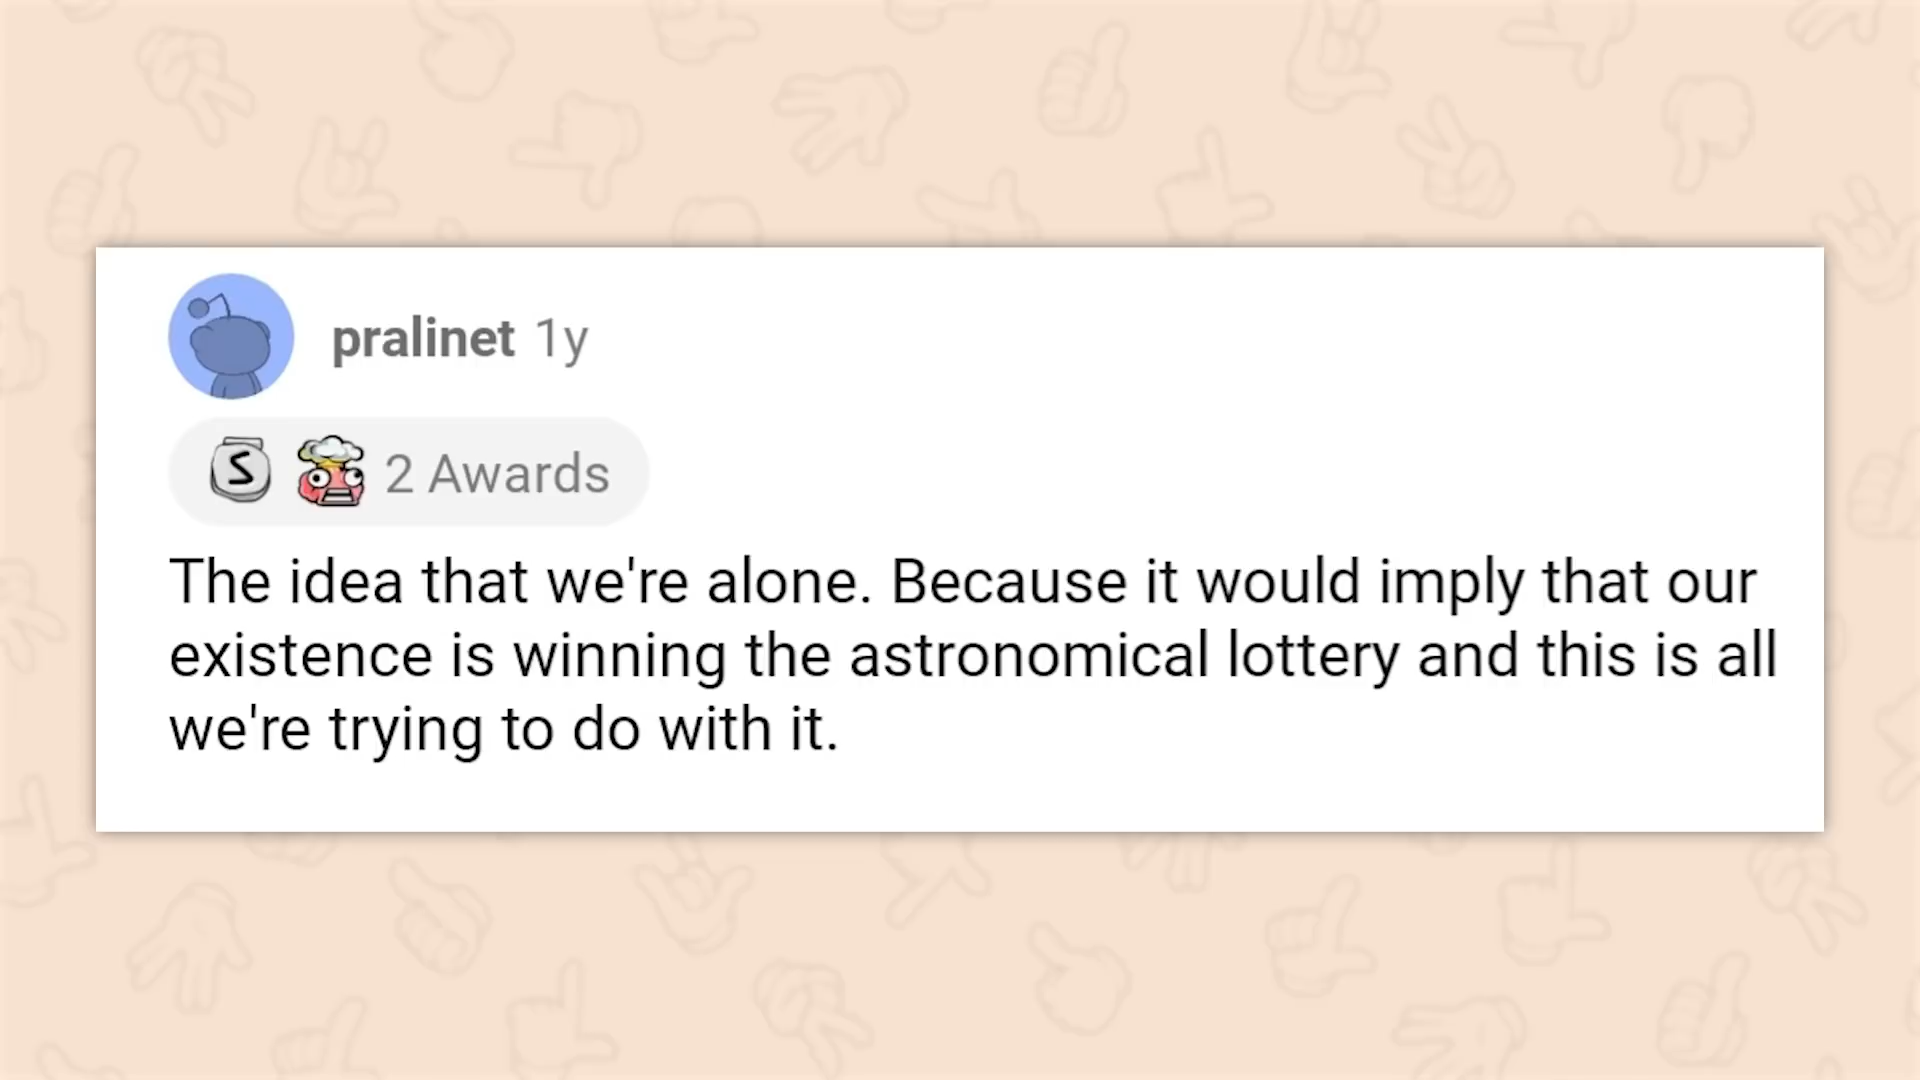 pralinet 1y
S 2 Awards
The idea that we're alone. Because it would imply that our
existence is winning the astronomical lottery and this is all
we're trying to do with it.